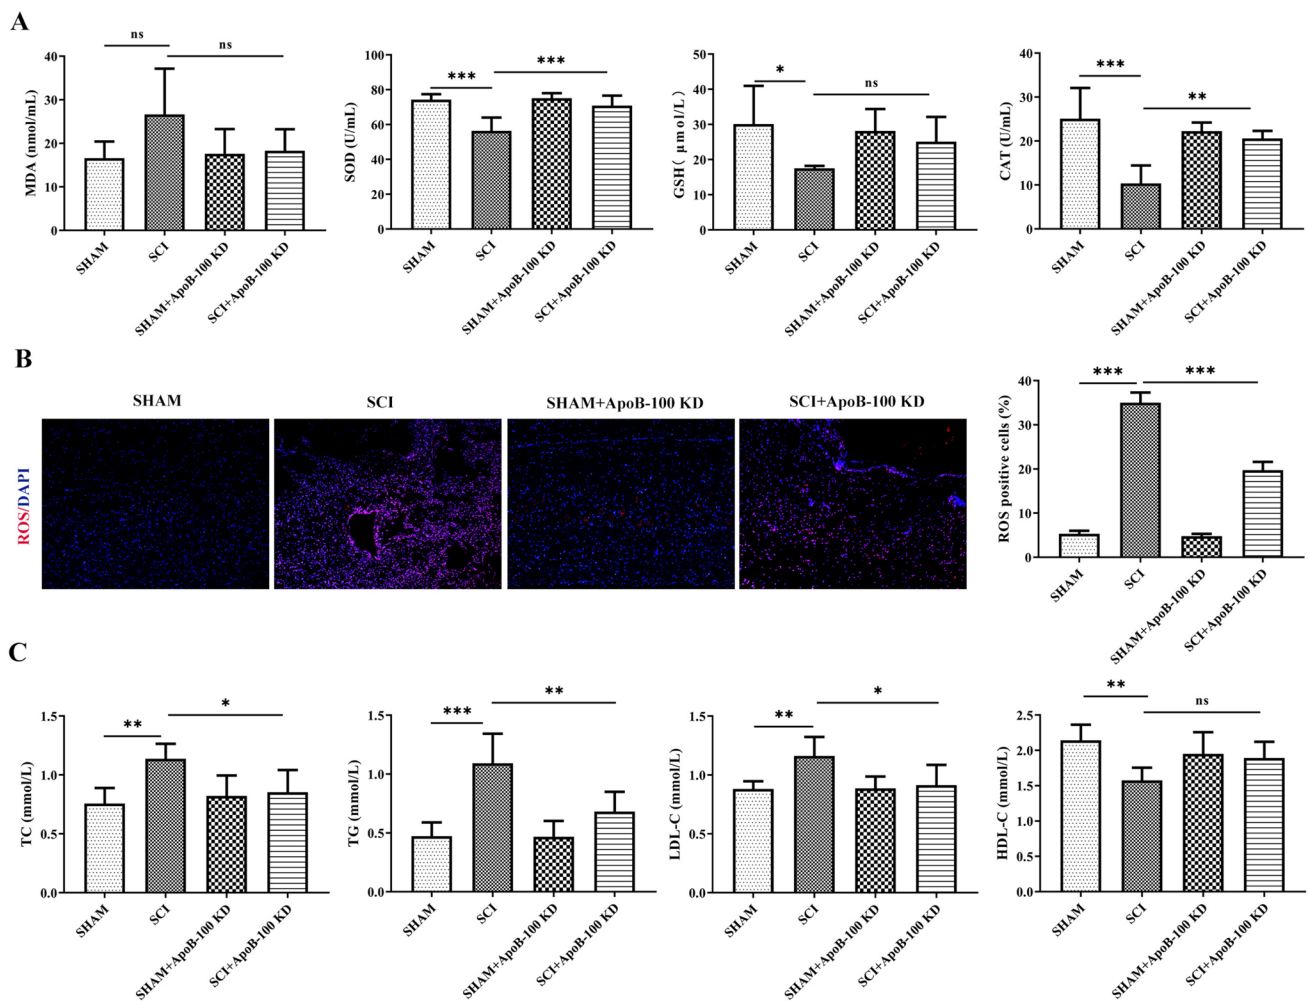 A
MDA (nmol/mL)
40
30
20
10
0
ns
ns
SHAM
SCI
SHAM+ApoB-100 KD
SCI+ApoB-100 KD
SOD (U/mL)
100
80
60
40
20
0
***
***
SHAM
SCI
SHAM+ApoB-100 KD
SCI+ApoB-100 KD
GSH( μmol/L)
50
40
30
20
10
0
*
ns
SHAM
SCI
SHAM+ApoB-100 KD
SCI+ApoB-100 KD
CAT (U/mL)
40
30
20
10
0
***
**
SHAM
SCI
SHAM+ApoB-100 KD
SCI+ApoB-100 KD
B
ROS/DAPI
SHAM
SCI
SHAM+ApoB-100 KD
SCI+ApoB-100 KD
ROS positive cells (%)
40
30
20
10
0
***
***
SHAM
SCI
SHAM+ApoB-100 KD
SCI+ApoB-100 KD
C
TC (mmol/L)
1.5
1.0
0.5
0.0
**
*
SHAM
SCI
SHAM+ApoB-100 KD
SCI+ApoB-100 KD
TG (mmol/L)
1.5
1.0
0.5
0.0
***
**
SHAM
SCI
SHAM+ApoB-100 KD
SCI+ApoB-100 KD
LDL-C (mmol/L)
1.5
1.0
0.5
0.0
**
*
SHAM
SCI
SHAM+ApoB-100 KD
SCI+ApoB-100 KD
HDL-C (mmol/L)
2.5
2.0
1.5
1.0
0.5
0.0
**
ns
SHAM
SCI
SHAM+ApoB-100 KD
SCI+ApoB-100 KD